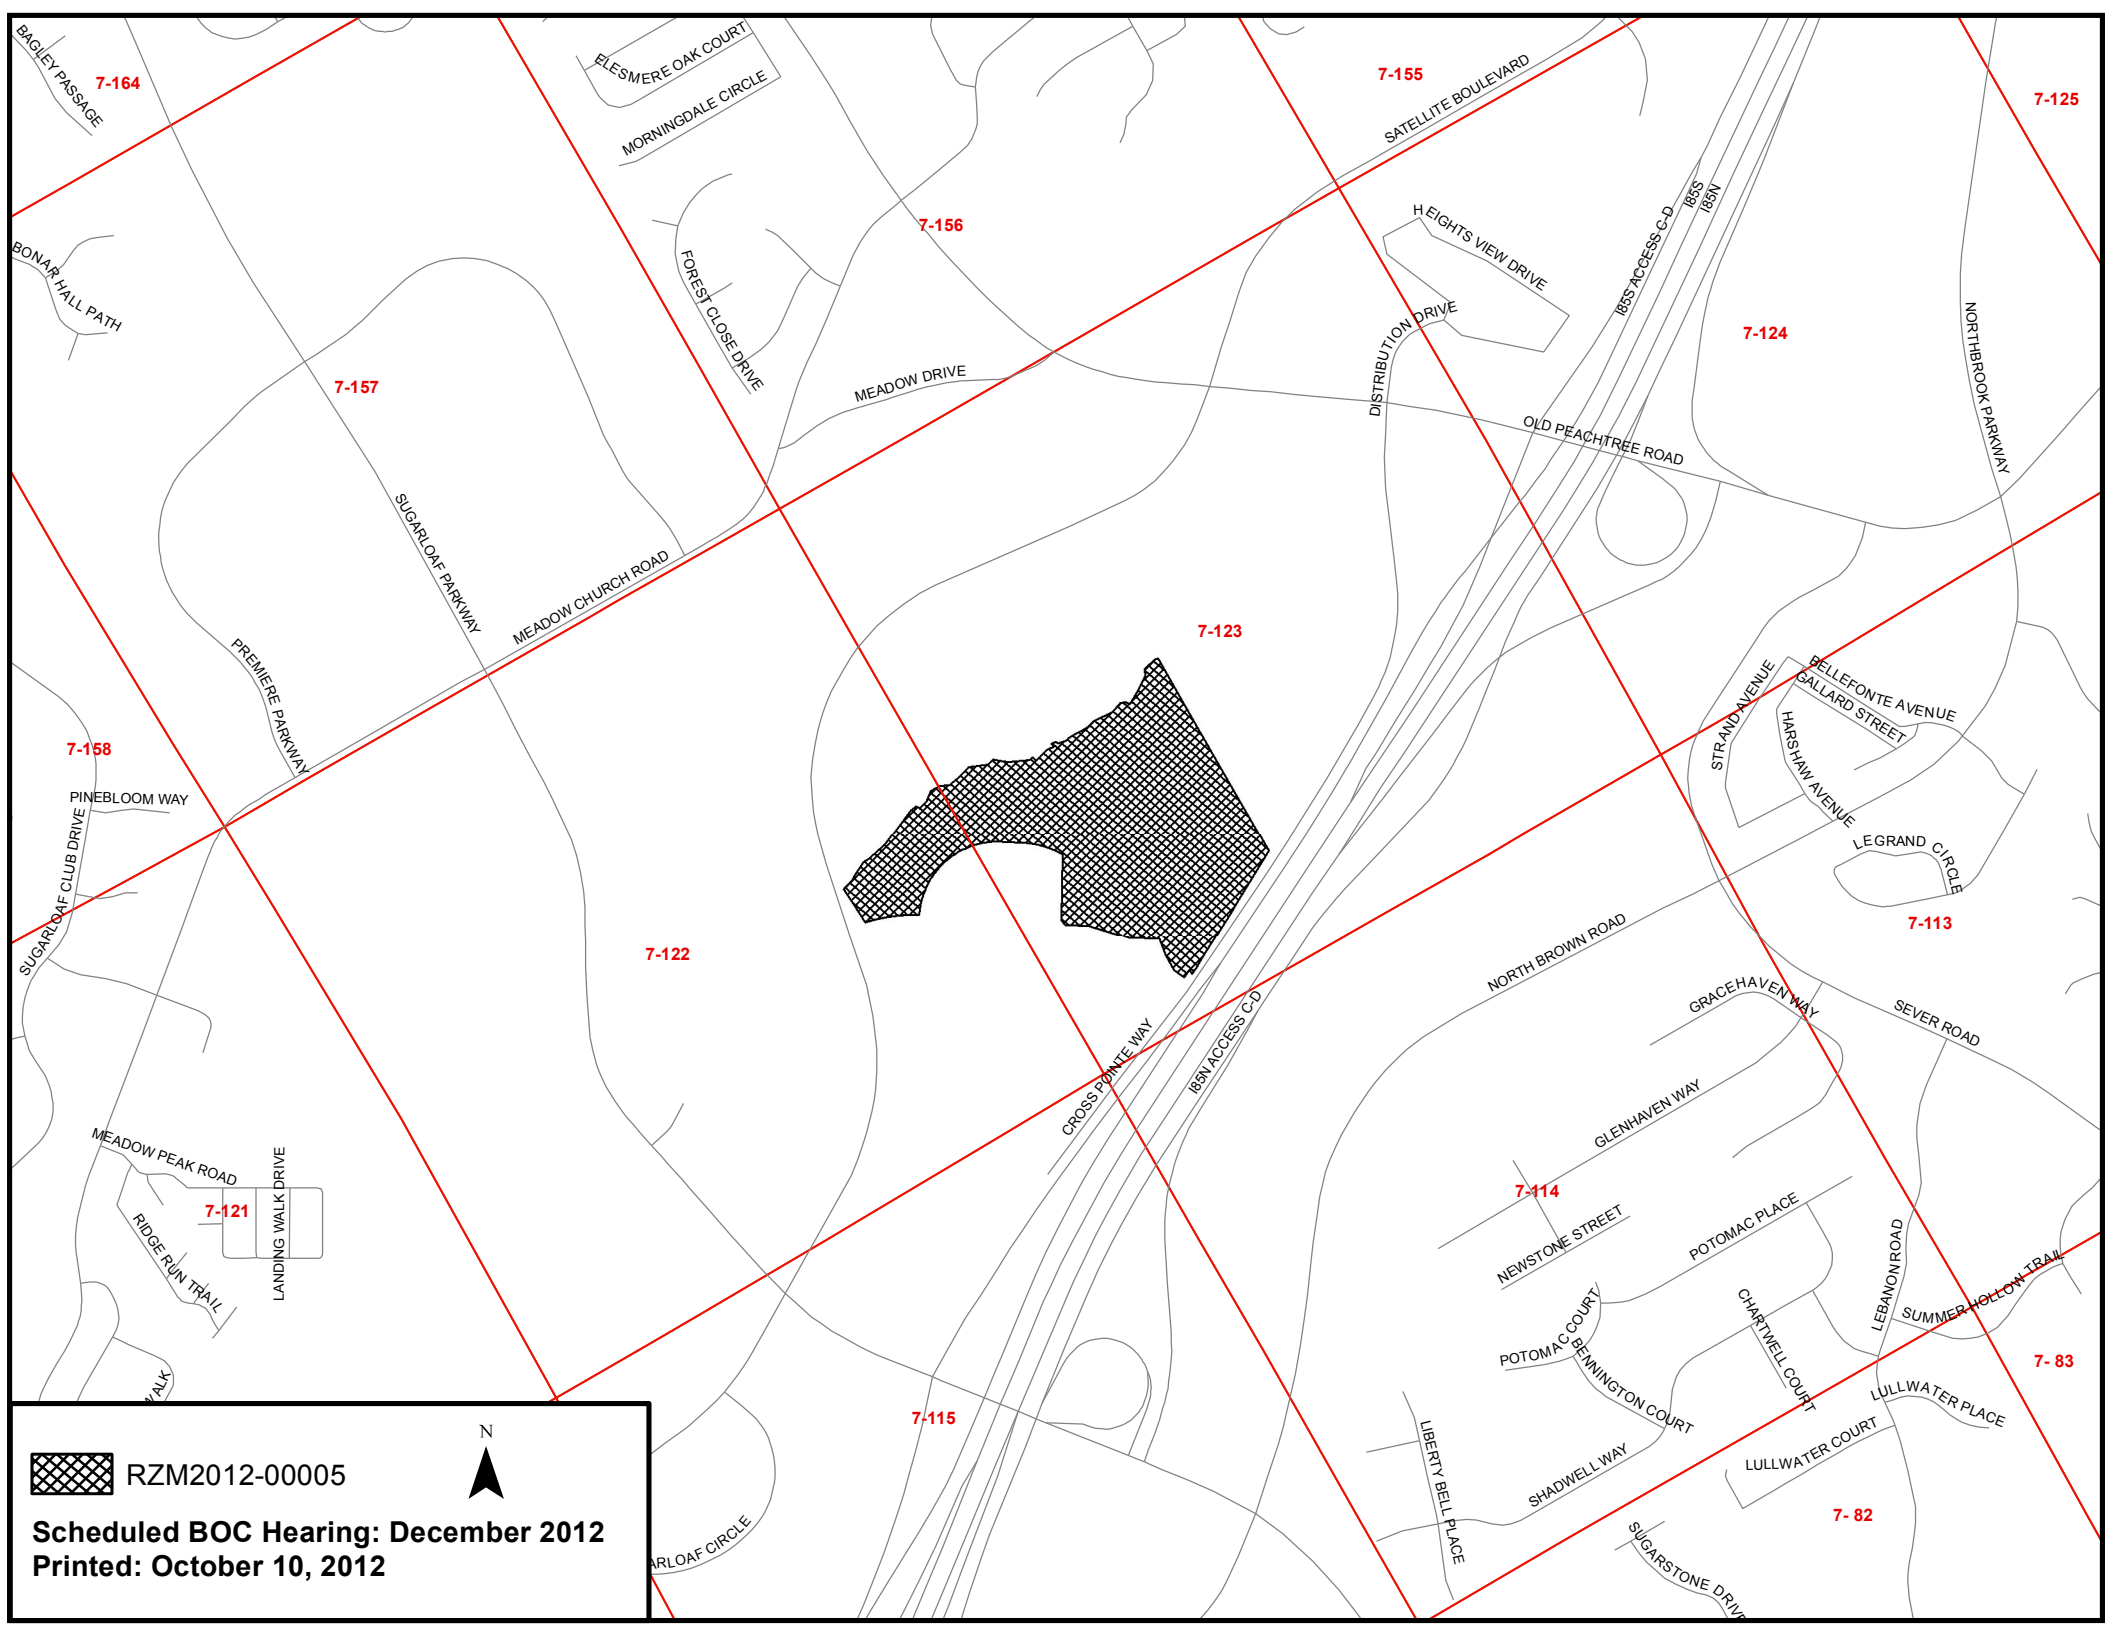 BAGLEY PASSAGE
7-164
ELESMERE OAK COURT
MORNINGDALE CIRCLE
7-155
SATELLITE BOULEVARD
7-125
BONAR HALL PATH
FOREST CLOSE DRIVE
7-156
HEIGHTS VIEW DRIVE
I85S ACCESS C-D
I85S
I85N
7-124
NORTHBROOK PARKWAY
7-157
MEADOW DRIVE
DISTRIBUTION DRIVE
OLD PEACHTREE ROAD
SUGARLOAF PARKWAY
MEADOW CHURCH ROAD
PREMIERE PARKWAY
7-123
STRAND AVENUE
BELLEFONTE AVENUE
GALLARD STREET
HARSHAW AVENUE
7-158
PINEBLOOM WAY
SUGARLOAF CLUB DRIVE
LEGRAND CIRCLE
7-113
7-122
NORTH BROWN ROAD
GRACEHAVEN WAY
SEVER ROAD
CROSS POINTE WAY
I85N ACCESS C-D
GLENHAVEN WAY
MEADOW PEAK ROAD
7-121
LANDING WALK DRIVE
RIDGE RUN TRAIL
7-114
NEWSTONE STREET
POTOMAC PLACE
LEBANON ROAD
SUMMER HOLLOW TRAIL
POTOMAC COURT
BENNINGTON COURT
CHARTWELL COURT
7- 83
WALK
7-115
LULLWATER PLACE
LULLWATER COURT
LIBERTY BELL PLACE
SHADWELL WAY
7- 82
SUGARSTONE DRIVE
ARLOAF CIRCLE
N
RZM2012-00005
Scheduled BOC Hearing: December 2012
Printed: October 10, 2012